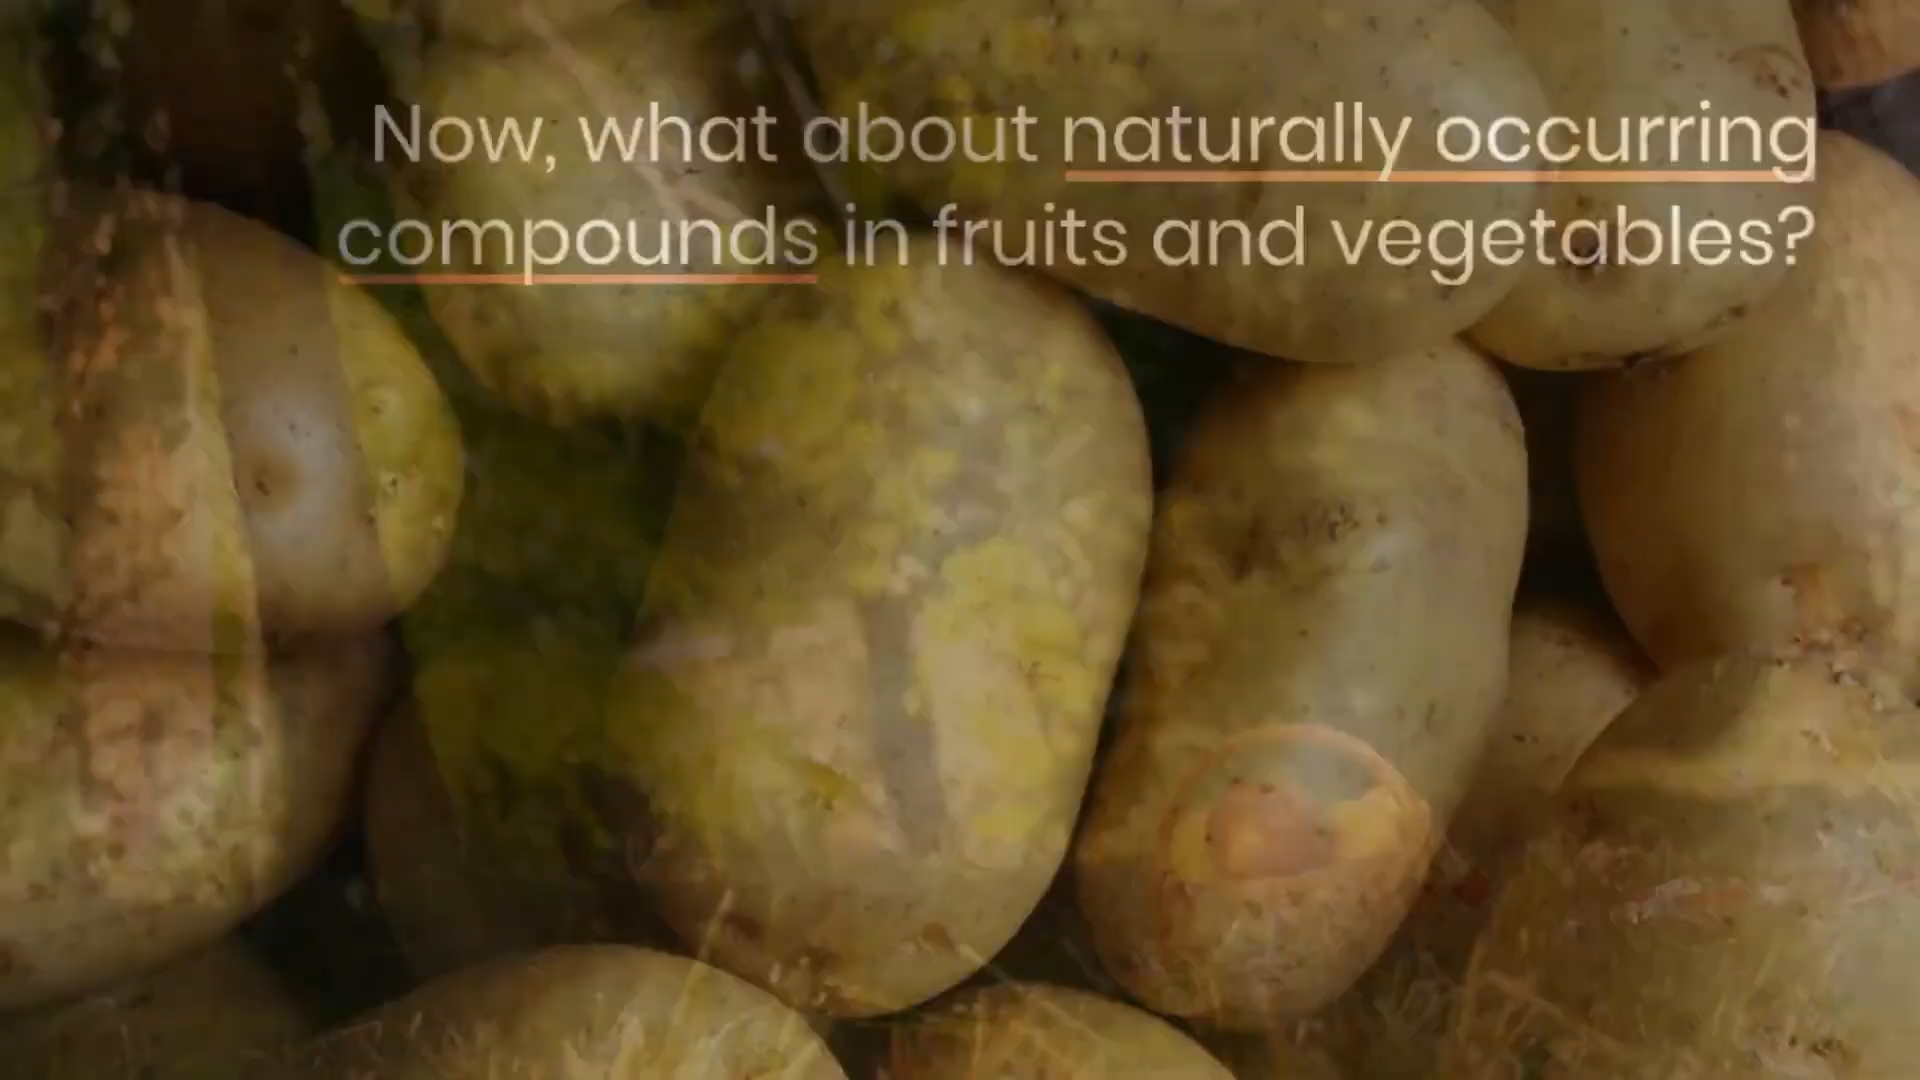 Now, what about naturally occurring
compounds in fruits and vegetables?